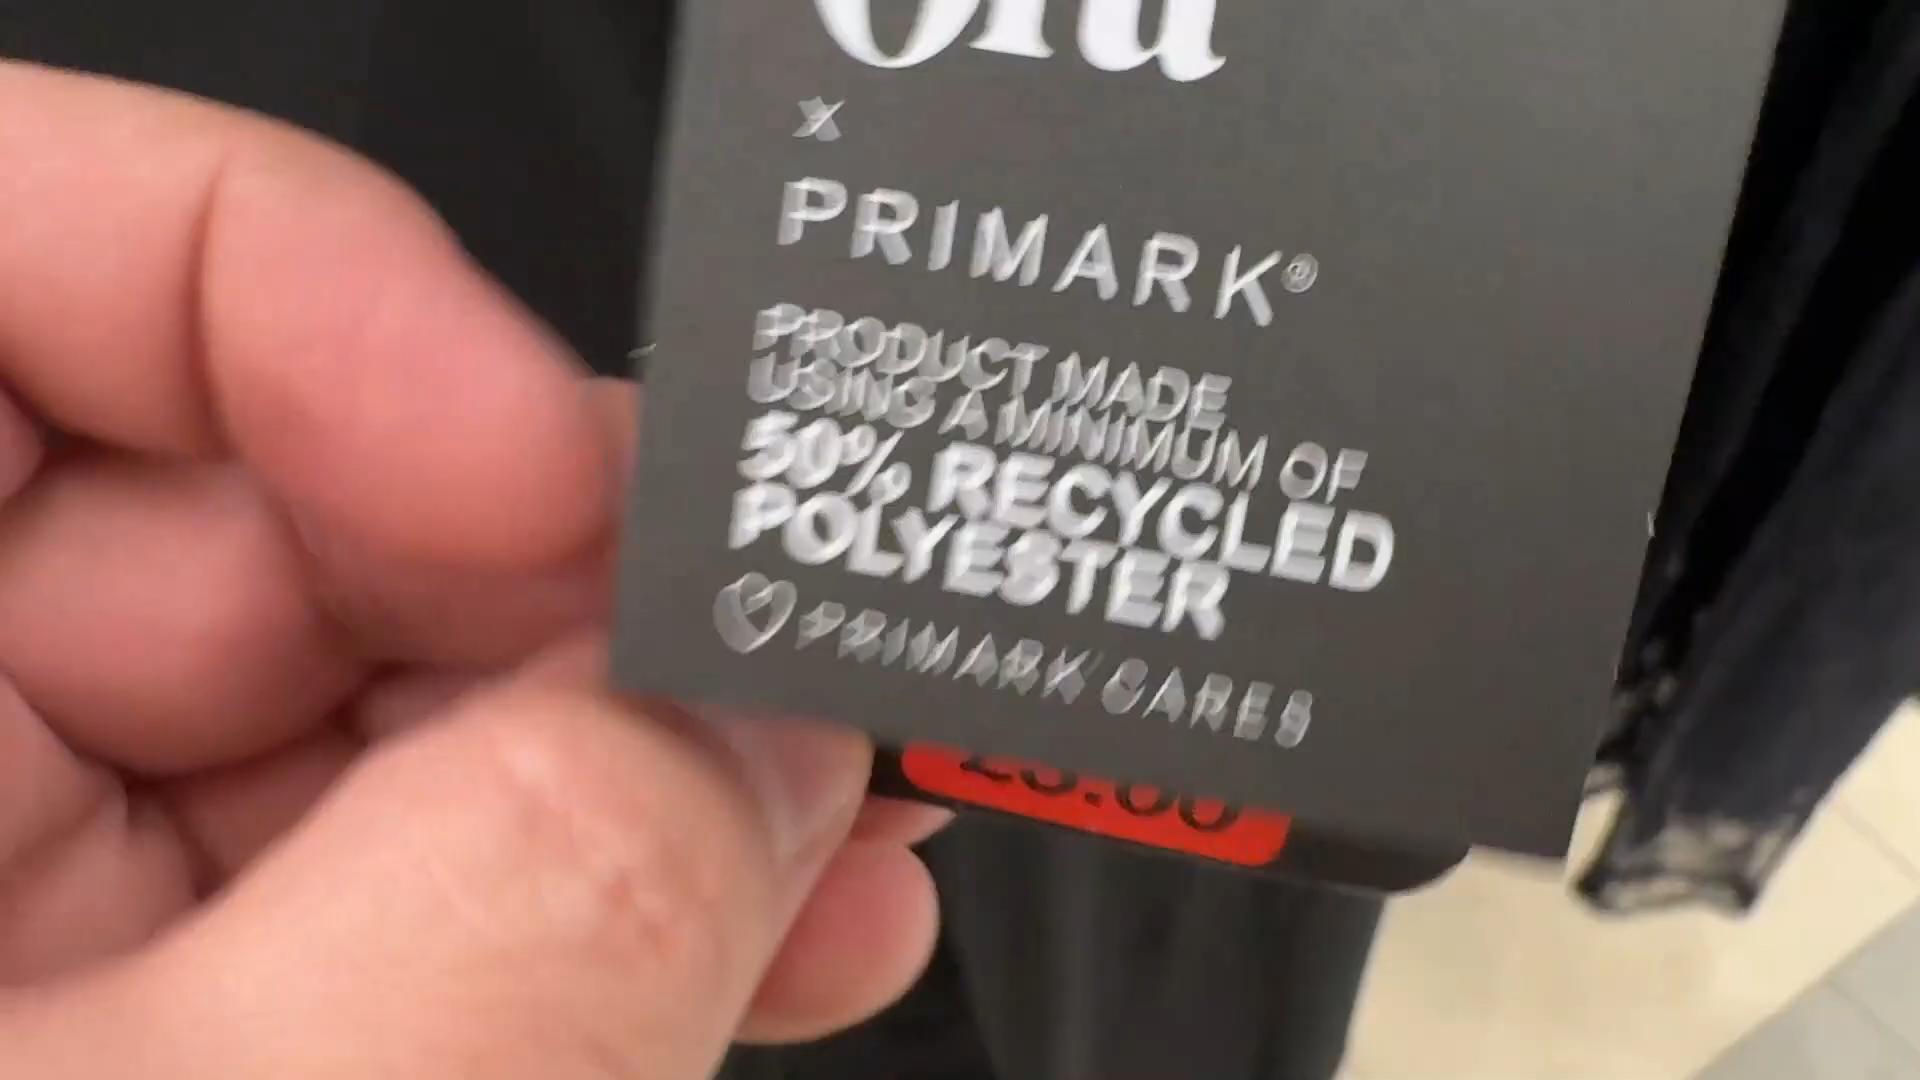 x
PRIMARK®
PRODUCT MADE
USING A MINIMUM OF
50% RECYCLED
POLYESTER
PRIMARK CARES